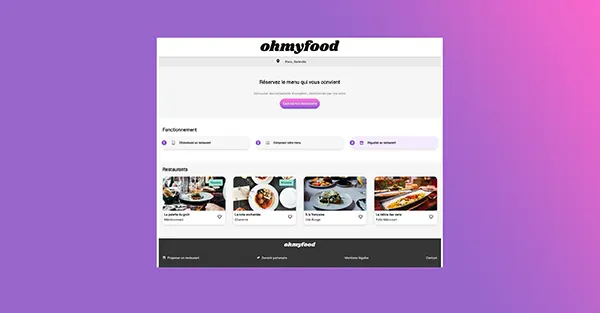 ohmyfood
Paris, Belleville
Réservez le menu qui vous convient
Découvrez des restaurants d'exception, sélectionnés par nos soins.
Explorer nos restaurants
Fonctionnement
1 Choisissez un restaurant
2 Composez votre menu
3 Dégustez au restaurant
Restaurants
Nouveau
Nouveau
La palette du goût
Ménilmontant
La note enchantée
Charonne
À la française
Cité Rouge
Le délice des sens
Folie-Méricourt
ohmyfood
Proposer un restaurant
Devenir partenaire
Mentions légales
Contact